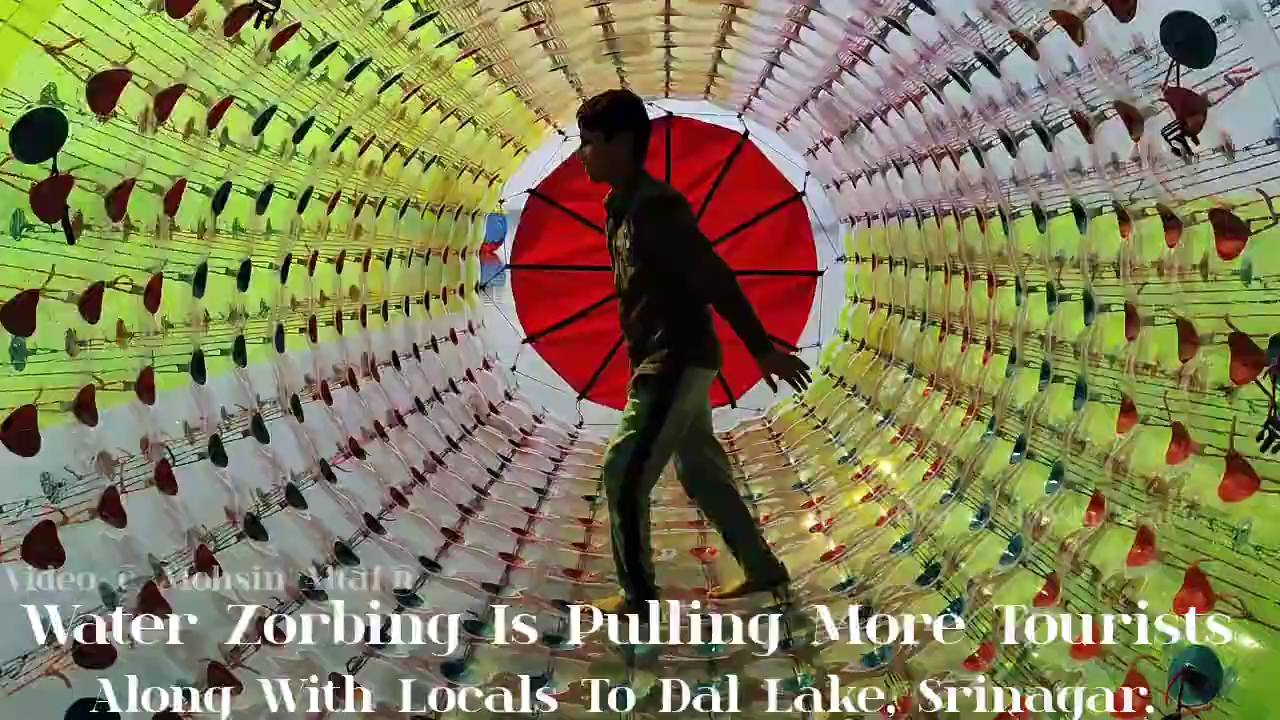 Video Mohsin Altaf
Water Zorbing Is Pulling More Tourists
Along With Locals To Dal Lake, Srinagar.